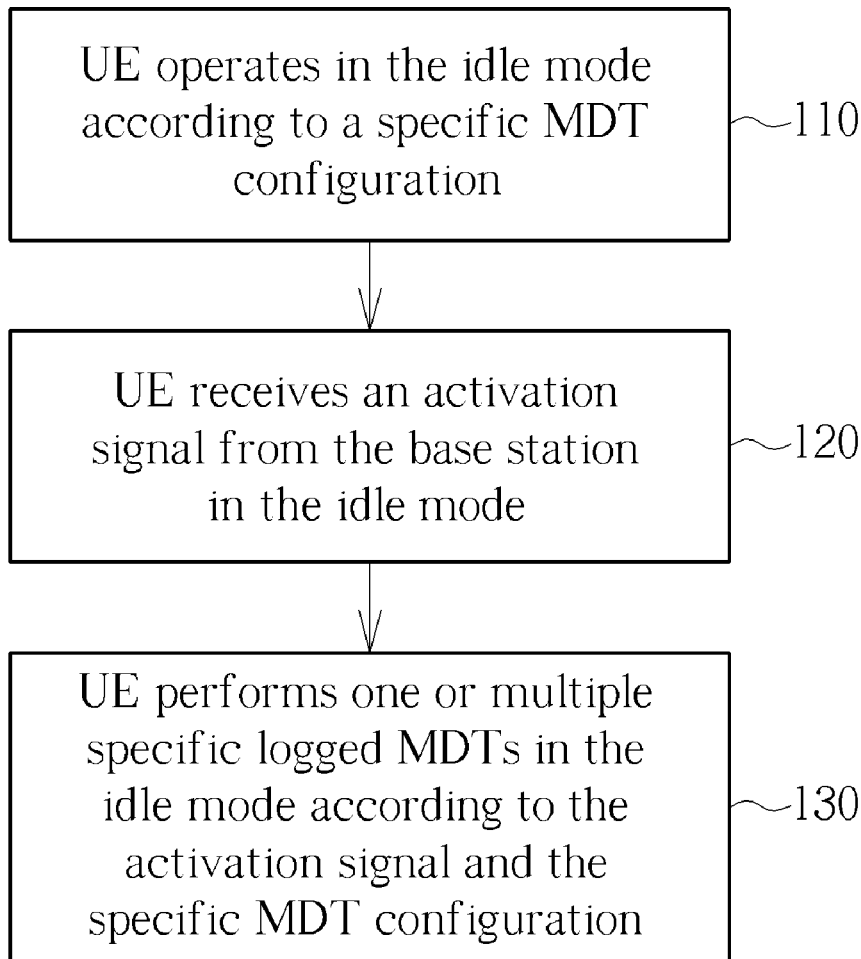 UE operates in the idle mode
according to a specific MDT
configuration
110
UE receives an activation
signal from the base station
in the idle mode
120
UE performs one or multiple
specific logged MDTs in the
idle mode according to the
activation signal and the
specific MDT configuration
130